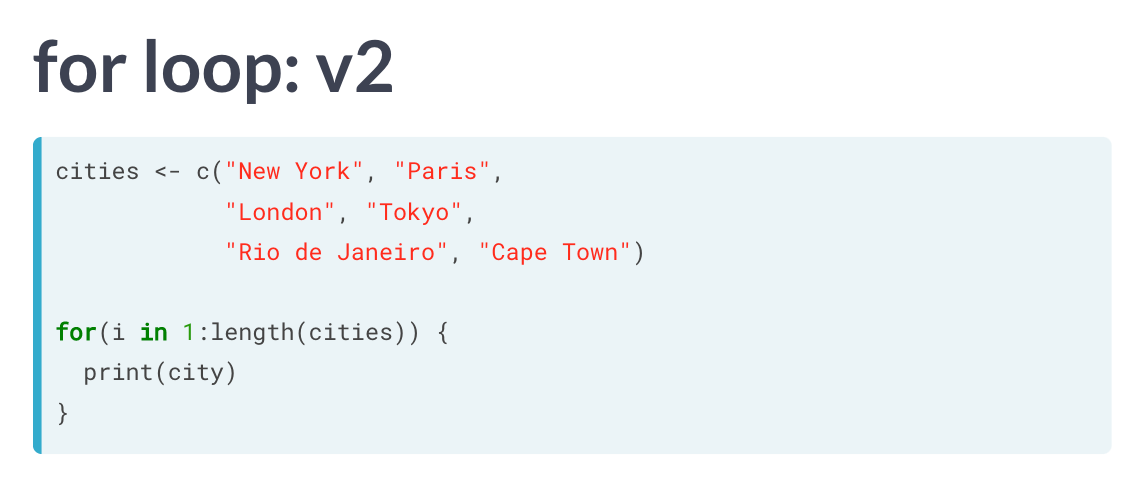 for loop: v2
cities <- c("New York", "Paris",
"London", "Tokyo",
"Rio de Janeiro", "Cape Town")
for(i in 1:length(cities)) {
print(city)
}